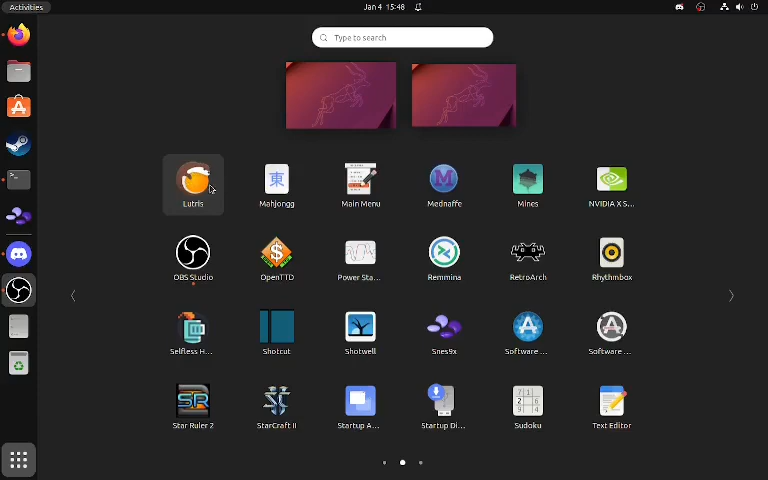 Activities
Jan 4 15:48
Type to search
Lutris
Mahjongg
Main Menu
Mednaffe
Mines
NVIDIA X S...
OBS Studio
OpenTTD
Power Sta...
Remmina
RetroArch
Rhythmbox
Selfless H...
Shotcut
Shotwell
Snes9x
Software ...
Software ...
Star Ruler 2
StarCraft II
Startup A...
Startup Di...
Sudoku
Text Editor